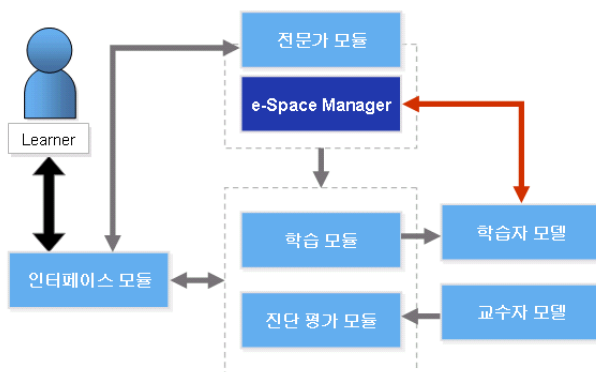 전문가 모듈
e-Space Manager
Learner
학습 모듈
학습자 모델
인터페이스 모듈
진단 평가 모듈
교수자 모델